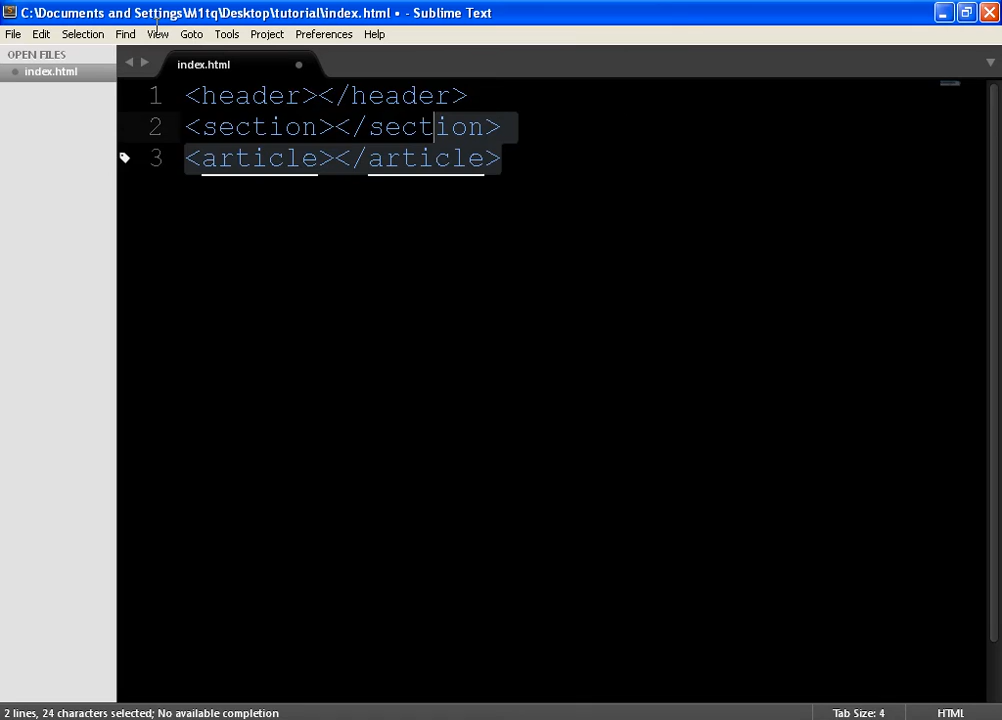 C:\Documents and Settings\M1tq\Desktop\tutorial\index.html • - Sublime Text
File Edit Selection Find View Goto Tools Project Preferences Help
OPEN FILES
index.html
index.html
1 <header></header>
2 <section></section>
3 <article></article>
2 lines, 24 characters selected; No available completion Tab Size: 4 HTML